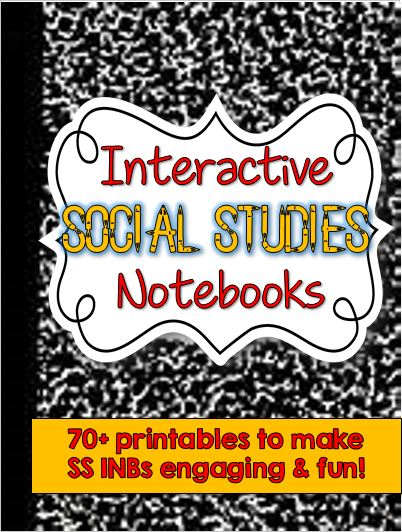 Interactive
SOCIAL STUDIES
Notebooks
70+ printables to make
SS INBs engaging & fun!